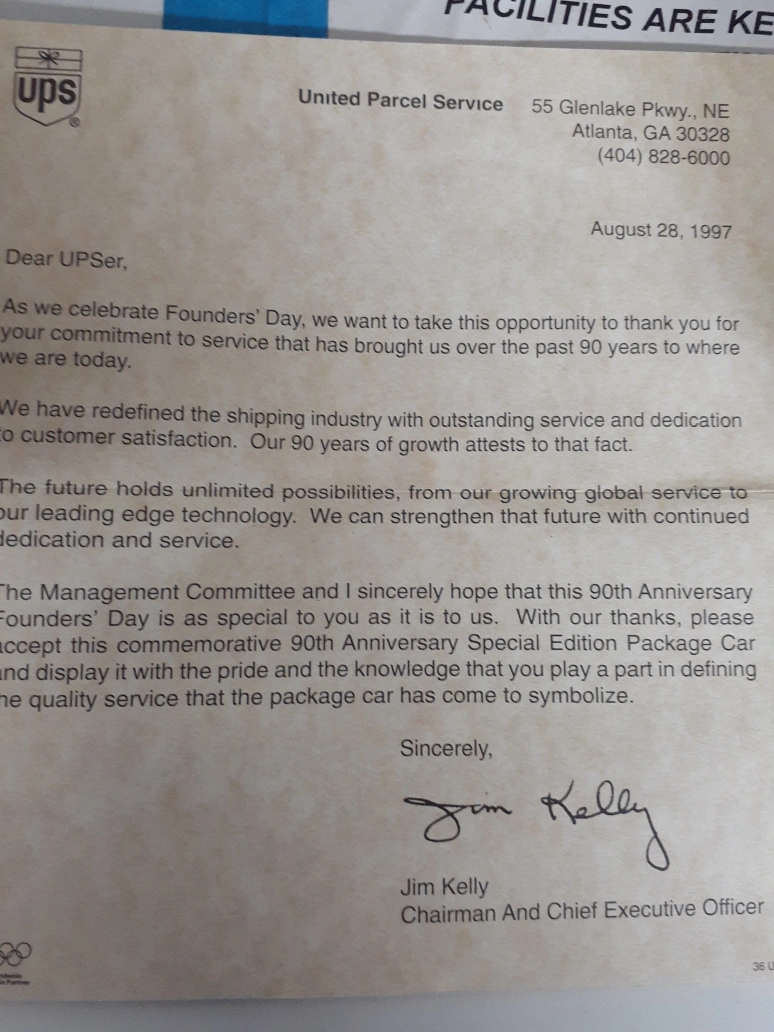 FACILITIES ARE KE
ups
United Parcel Service
55 Glenlake Pkwy., NE
Atlanta, GA 30328
(404) 828-6000
August 28, 1997
Dear UPSer,
As we celebrate Founders' Day, we want to take this opportunity to thank you for
your commitment to service that has brought us over the past 90 years to where
we are today.
We have redefined the shipping industry with outstanding service and dedication
to customer satisfaction. Our 90 years of growth attests to that fact.
The future holds unlimited possibilities, from our growing global service to
our leading edge technology. We can strengthen that future with continued
dedication and service.
The Management Committee and I sincerely hope that this 90th Anniversary
Founders' Day is as special to you as it is to us. With our thanks, please
accept this commemorative 90th Anniversary Special Edition Package Car
and display it with the pride and the knowledge that you play a part in defining
the quality service that the package car has come to symbolize.
Sincerely,
Jim Kelly
Jim Kelly
Chairman And Chief Executive Officer
36 U